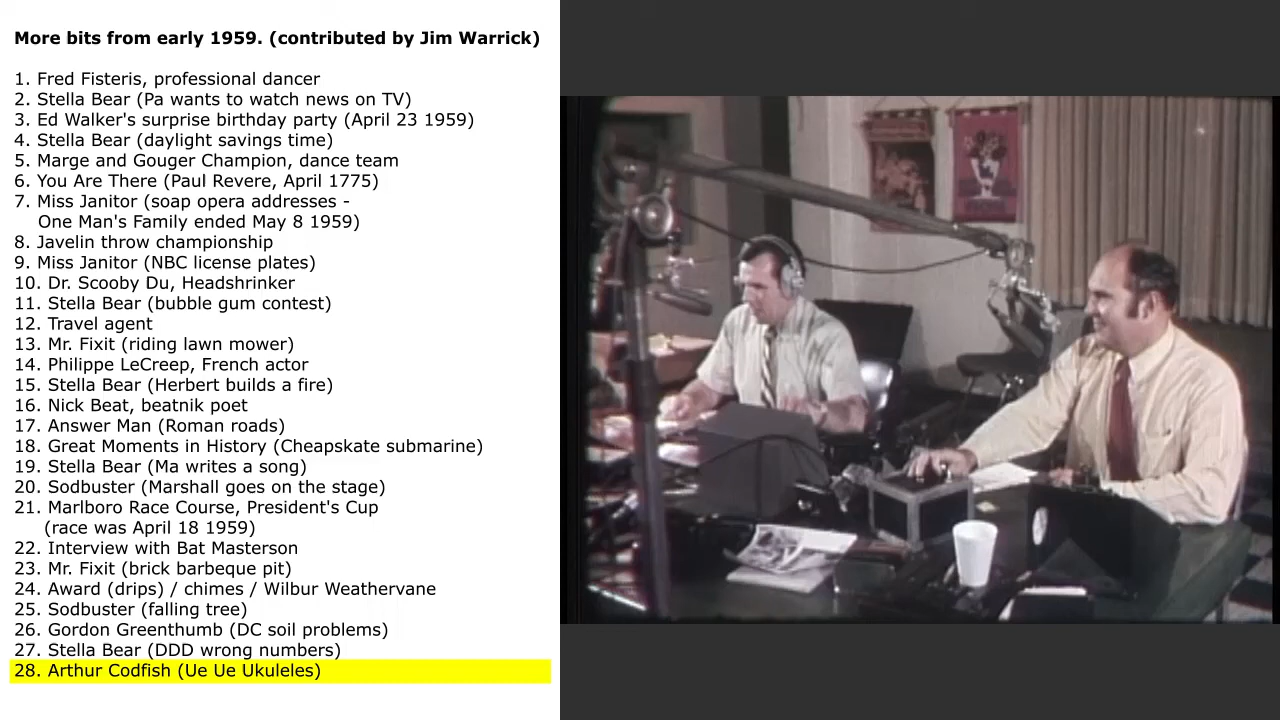 More bits from early 1959. (contributed by Jim Warrick)
1. Fred Fisteris, professional dancer
2. Stella Bear (Pa wants to watch news on TV)
3. Ed Walker's surprise birthday party (April 23 1959)
4. Stella Bear (daylight savings time)
5. Marge and Gouger Champion, dance team
6. You Are There (Paul Revere, April 1775)
7. Miss Janitor (soap opera addresses -
One Man's Family ended May 8 1959)
8. Javelin throw championship
9. Miss Janitor (NBC license plates)
10. Dr. Scooby Du, Headshrinker
11. Stella Bear (bubble gum contest)
12. Travel agent
13. Mr. Fixit (riding lawn mower)
14. Philippe LeCreep, French actor
15. Stella Bear (Herbert builds a fire)
16. Nick Beat, beatnik poet
17. Answer Man (Roman roads)
18. Great Moments in History (Cheapskate submarine)
19. Stella Bear (Ma writes a song)
20. Sodbuster (Marshall goes on the stage)
21. Marlboro Race Course, President's Cup
(race was April 18 1959)
22. Interview with Bat Masterson
23. Mr. Fixit (brick barbeque pit)
24. Award (drips) / chimes / Wilbur Weathervane
25. Sodbuster (falling tree)
26. Gordon Greenthumb (DC soil problems)
27. Stella Bear (DDD wrong numbers)
28. Arthur Codfish (Ue Ue Ukuleles)